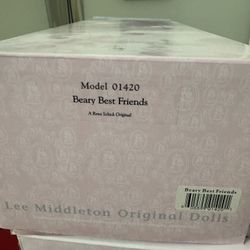 Model 01420
Beary Best Friends
A Reva Schick Original
Beary Best Friends
Lee Middleton Original Dolls